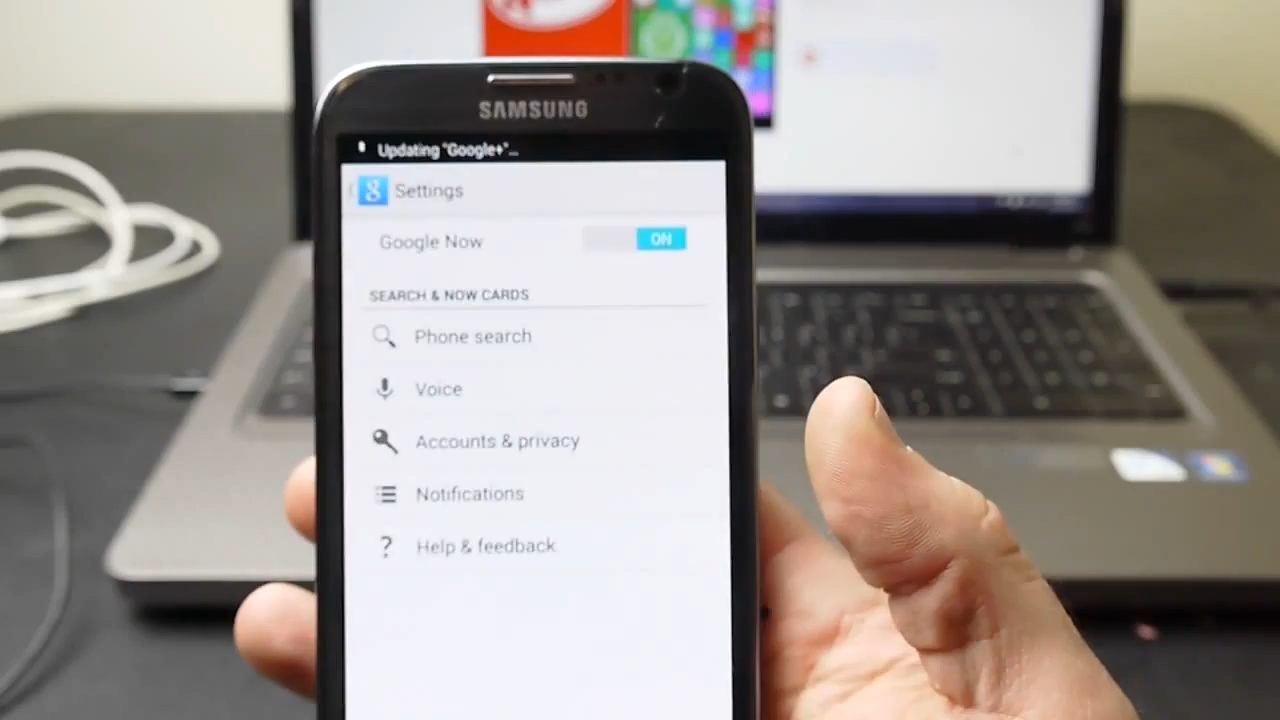 SAMSUNG
Updating "Google+"...
g Settings
Google Now ON
SEARCH & NOW CARDS
Phone search
Voice
Accounts & privacy
Notifications
? Help & feedback